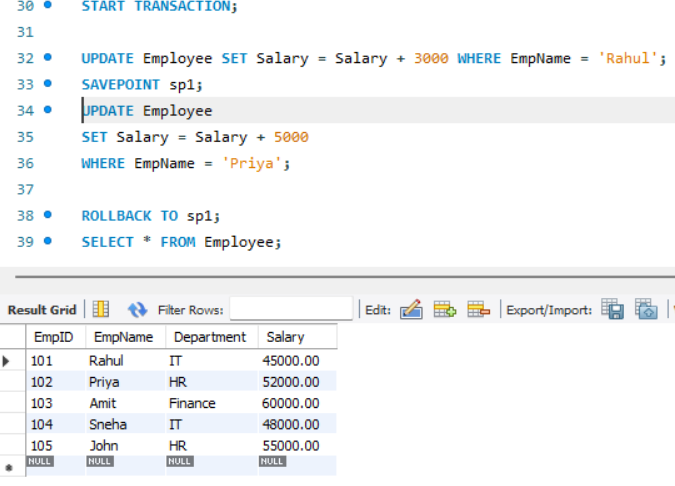 30 START TRANSACTION;
31
32 UPDATE Employee SET Salary = Salary + 3000 WHERE EmpName = 'Rahul';
33 SAVEPOINT sp1;
34 UPDATE Employee
35 SET Salary = Salary + 5000
36 WHERE EmpName = 'Priya';
37
38 ROLLBACK TO sp1;
39 SELECT * FROM Employee;
Result Grid Filter Rows: Edit: Export/Import:
EmpID EmpName Department Salary
101 Rahul IT 45000.00
102 Priya HR 52000.00
103 Amit Finance 60000.00
104 Sneha IT 48000.00
105 John HR 55000.00
NULL NULL NULL NULL